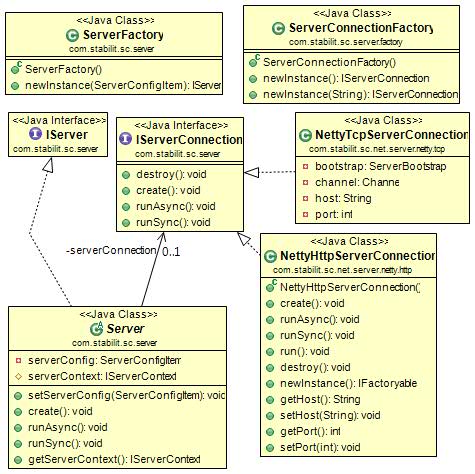 <<Java Class>>
ServerFactory
com.stabilit.sc.server
ServerFactory()
newInstance(ServerConfigItem): IServer
<<Java Class>>
ServerConnectionFactory
com.stabilit.sc.server.factory
ServerConnectionFactory()
newInstance(): IServerConnection
newInstance(String): IServerConnection
<<Java Interface>>
IServer
com.stabilit.sc.server
<<Java Interface>>
IServerConnection
com.stabilit.sc.server
destroy(): void
create(): void
runAsync(): void
runSync(): void
<<Java Class>>
NettyTcpServerConnection
com.stabilit.sc.net.server.netty.tcp
bootstrap: ServerBootstrap
channel: Channel
host: String
port: int
-serverConnection
0..1
<<Java Class>>
NettyHttpServerConnection
com.stabilit.sc.net.server.netty.http
NettyHttpServerConnection()
create(): void
runAsync(): void
runSync(): void
run(): void
destroy(): void
newInstance(): IFactoryable
getHost(): String
setHost(String): void
getPort(): int
setPort(int): void
<<Java Class>>
Server
com.stabilit.sc.server
serverConfig: ServerConfigItem
serverContext: IServerContext
setServerConfig(ServerConfigItem): void
create(): void
runAsync(): void
runSync(): void
getServerContext(): IServerContext